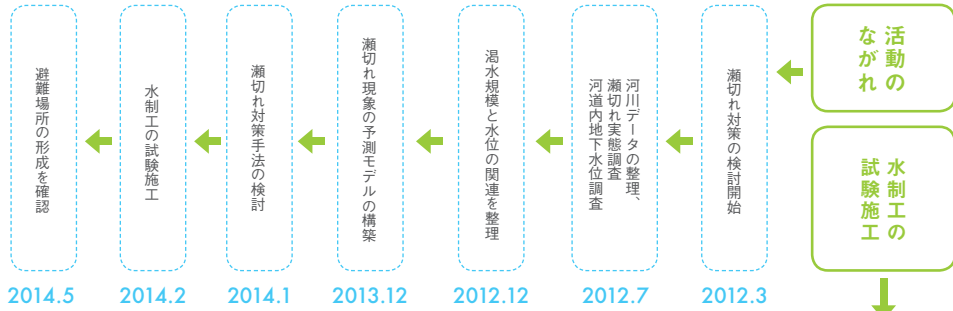 活動の
ながれ
瀬切れ対策の検討開始
2012.3
河川データの整理、
瀬切れ実態調査
河道内地下水位調査
2012.7
渇水規模と水位の関連を整理
2012.12
瀬切れ現象の予測モデルの構築
2013.12
瀬切れ対策手法の検討
2014.1
水制工の試験施工
2014.2
避難場所の形成を確認
2014.5
水制工の
試験施工